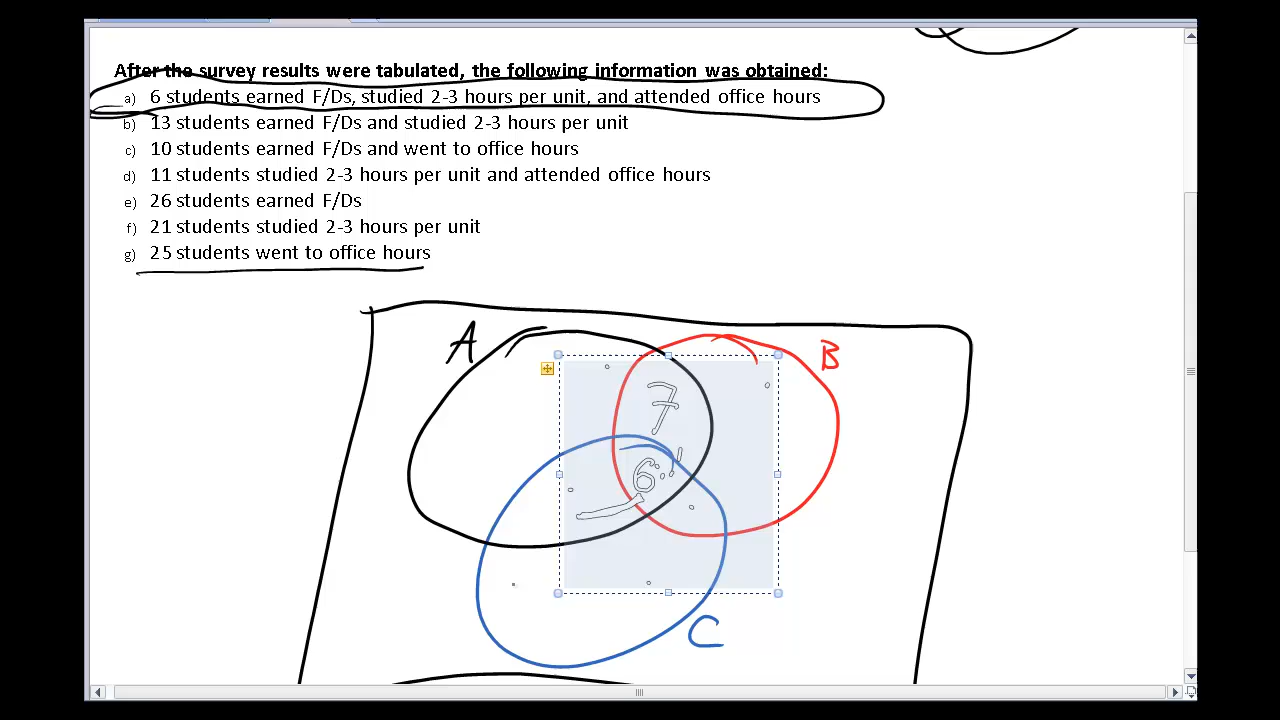 After the survey results were tabulated, the following information was obtained:
a) 6 students earned F/Ds, studied 2-3 hours per unit, and attended office hours
b) 13 students earned F/Ds and studied 2-3 hours per unit
c) 10 students earned F/Ds and went to office hours
d) 11 students studied 2-3 hours per unit and attended office hours
e) 26 students earned F/Ds
f) 21 students studied 2-3 hours per unit
g) 25 students went to office hours
A
B
7
6
C